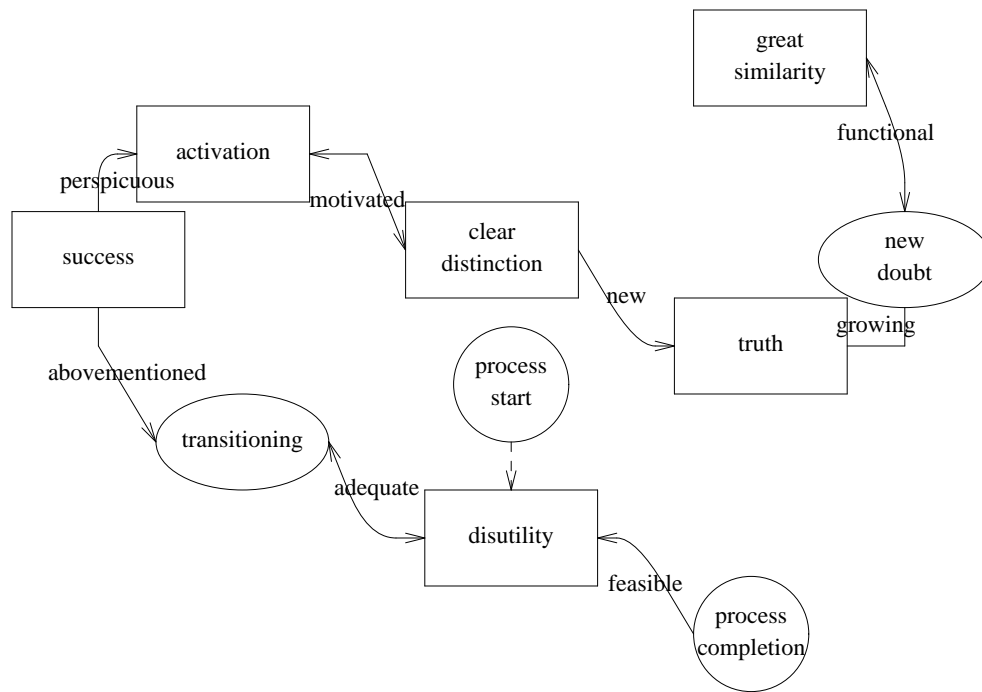 great
similarity
functional
activation
perspicuous
motivated
clear
distinction
new
doubt
success
new
growing
truth
abovementioned
process
start
transitioning
adequate
disutility
feasible
process
completion